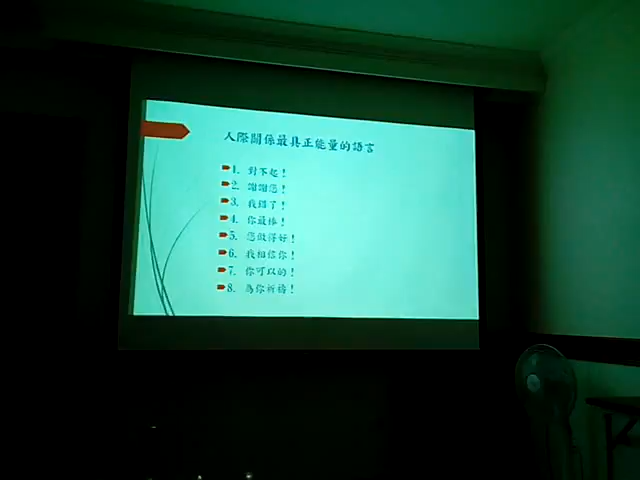 人際關係最具正能量的語言
1. 對不起！
2. 謝謝您！
3. 我錯了！
4. 你最棒！
5. 您做得好！
6. 我相信你！
7. 你可以的！
8. 為你祈禱！